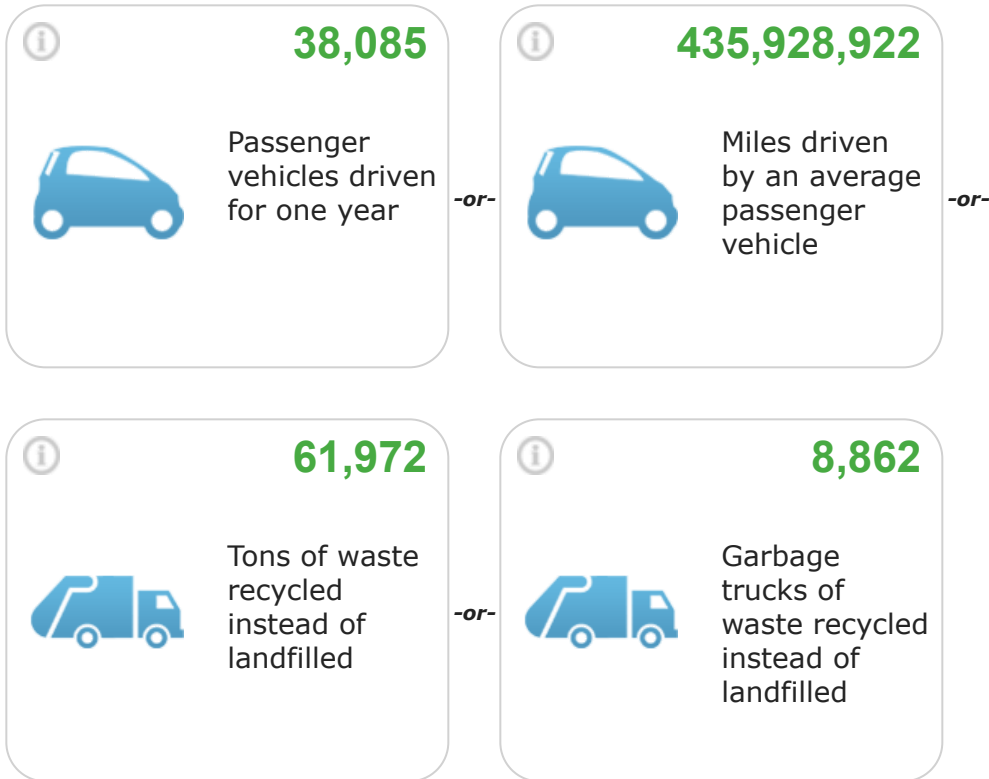 38,085
Passenger
vehicles driven
for one year
-or-
435,928,922
Miles driven
by an average
passenger
vehicle
-or-
61,972
Tons of waste
recycled
instead of
landfilled
-or-
8,862
Garbage
trucks of
waste recycled
instead of
landfilled